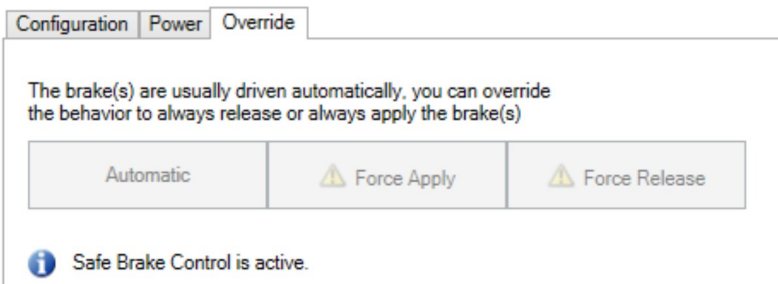 Configuration Power Override
The brake(s) are usually driven automatically, you can override
the behavior to always release or always apply the brake(s)
Automatic Force Apply Force Release
Safe Brake Control is active.